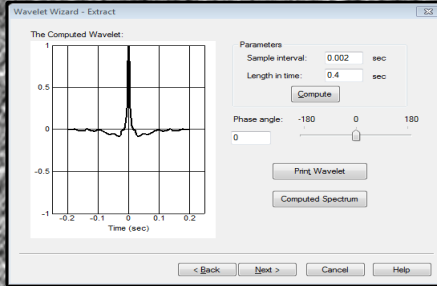 Wavelet Wizard - Extract
The Computed Wavelet:
1
0.5
0
-0.5
-1
-0.2 -0.1 0 0.1 0.2
Time (sec)
Parameters
Sample interval: 0.002 sec
Length in time: 0.4 sec
Compute
Phase angle: -180 0 180
0
Print Wavelet
Computed Spectrum
< Back Next > Cancel Help